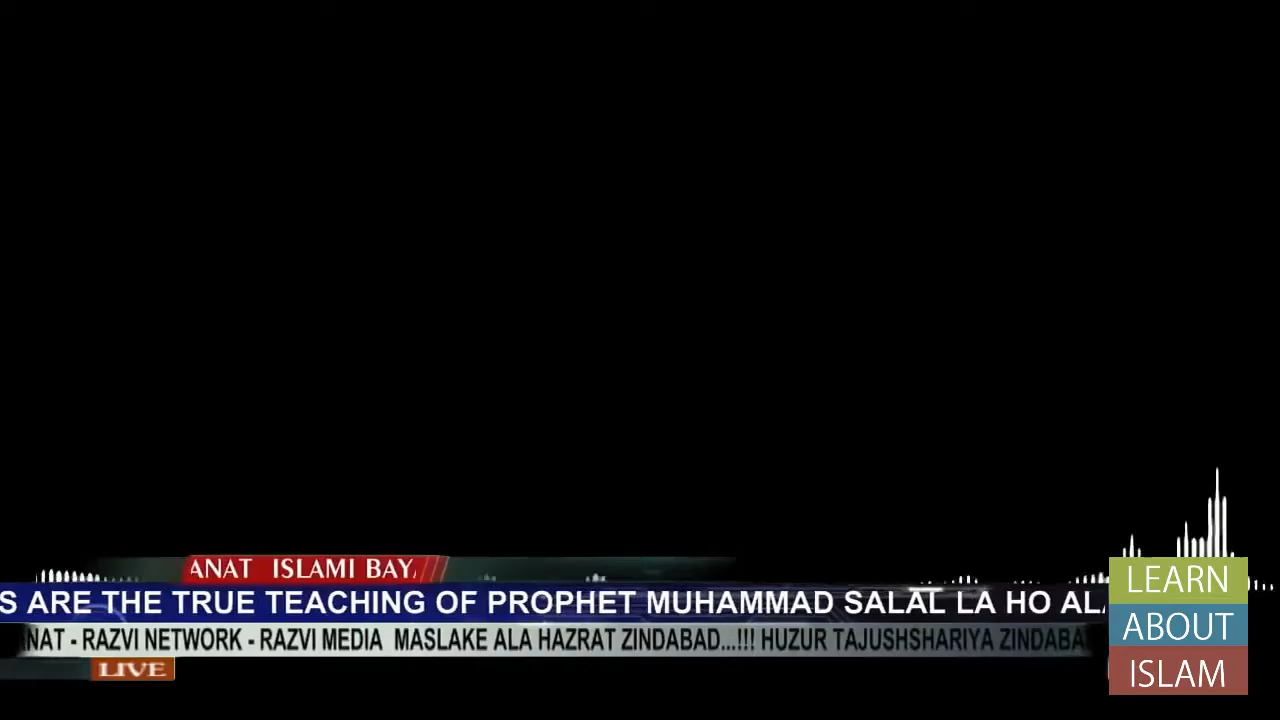 ANAT ISLAMI BAY
S ARE THE TRUE TEACHING OF PROPHET MUHAMMAD SALAL LA HO AL
NAT - RAZVI NETWORK - RAZVI MEDIA MASLAKE ALA HAZRAT ZINDABAD...!!! HUZUR TAJUSHSHARIYA ZINDABA
LIVE
LEARN
ABOUT
ISLAM